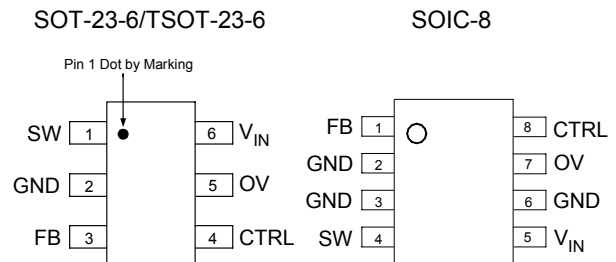 SOT-23-6/TSOT-23-6
Pin 1 Dot by Marking
SW 1 6 VIN
GND 2 5 OV
FB 3 4 CTRL
SOIC-8
FB 1 8 CTRL
GND 2 7 OV
GND 3 6 GND
SW 4 5 VIN